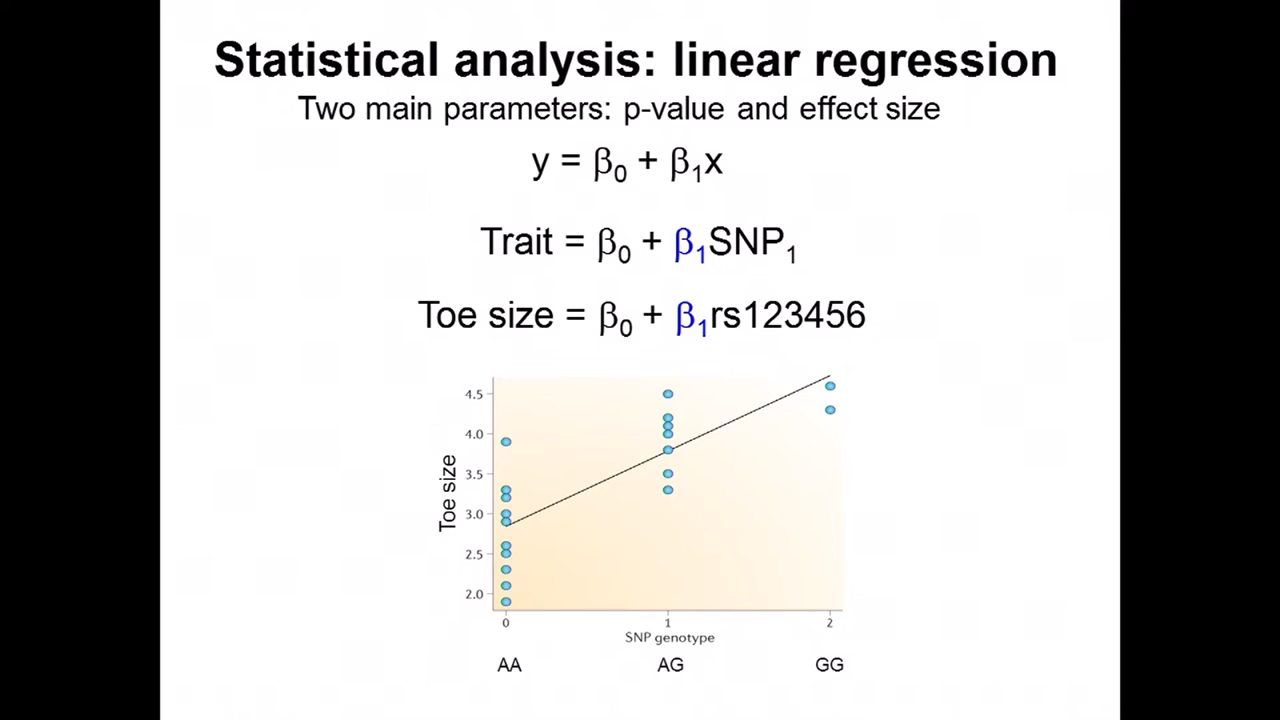 Statistical analysis: linear regression
Two main parameters: p-value and effect size
y = β₀ + β₁x
Trait = β₀ + β₁SNP₁
Toe size = β₀ + β₁rs123456
4.5
4.0
3.5
3.0
2.5
2.0
Toe size
0 1 2
SNP genotype
AA AG GG